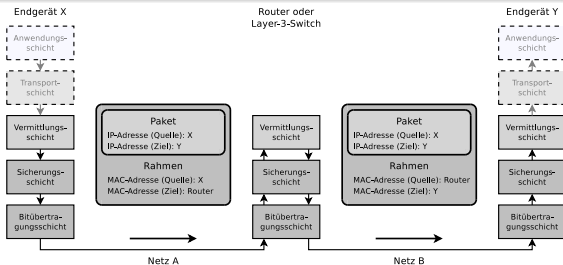 Endgerät X
Router oder
Layer-3-Switch
Endgerät Y
Anwendungs-
schicht
Transport-
schicht
Vermittlungs-
schicht
Sicherungs-
schicht
Bitübertra-
gungsschicht
Paket
IP-Adresse (Quelle): X
IP-Adresse (Ziel): Y
Rahmen
MAC-Adresse (Quelle): X
MAC-Adresse (Ziel): Router
Vermittlungs-
schicht
Sicherungs-
schicht
Bitübertra-
gungsschicht
Paket
IP-Adresse (Quelle): X
IP-Adresse (Ziel): Y
Rahmen
MAC-Adresse (Quelle): Router
MAC-Adresse (Ziel): Y
Anwendungs-
schicht
Transport-
schicht
Vermittlungs-
schicht
Sicherungs-
schicht
Bitübertra-
gungsschicht
Netz A
Netz B